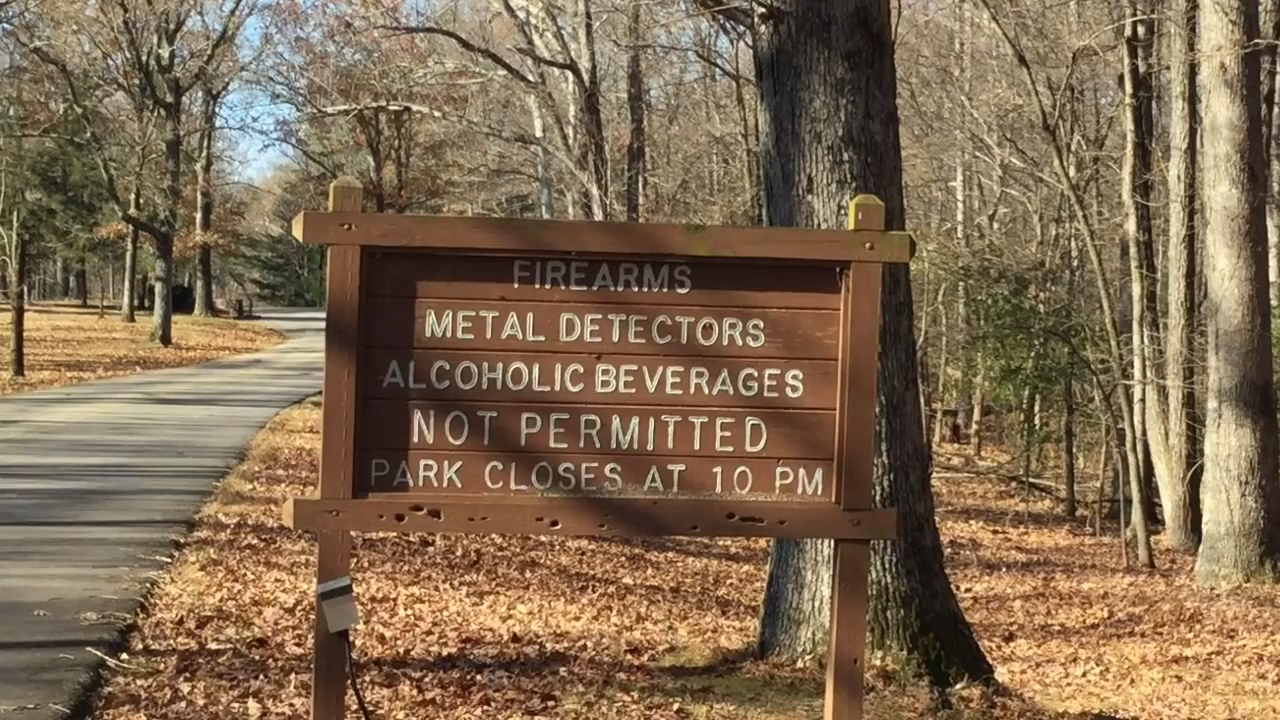 FIREARMS
METAL DETECTORS
ALCOHOLIC BEVERAGES
NOT PERMITTED
PARK CLOSES AT 10 PM